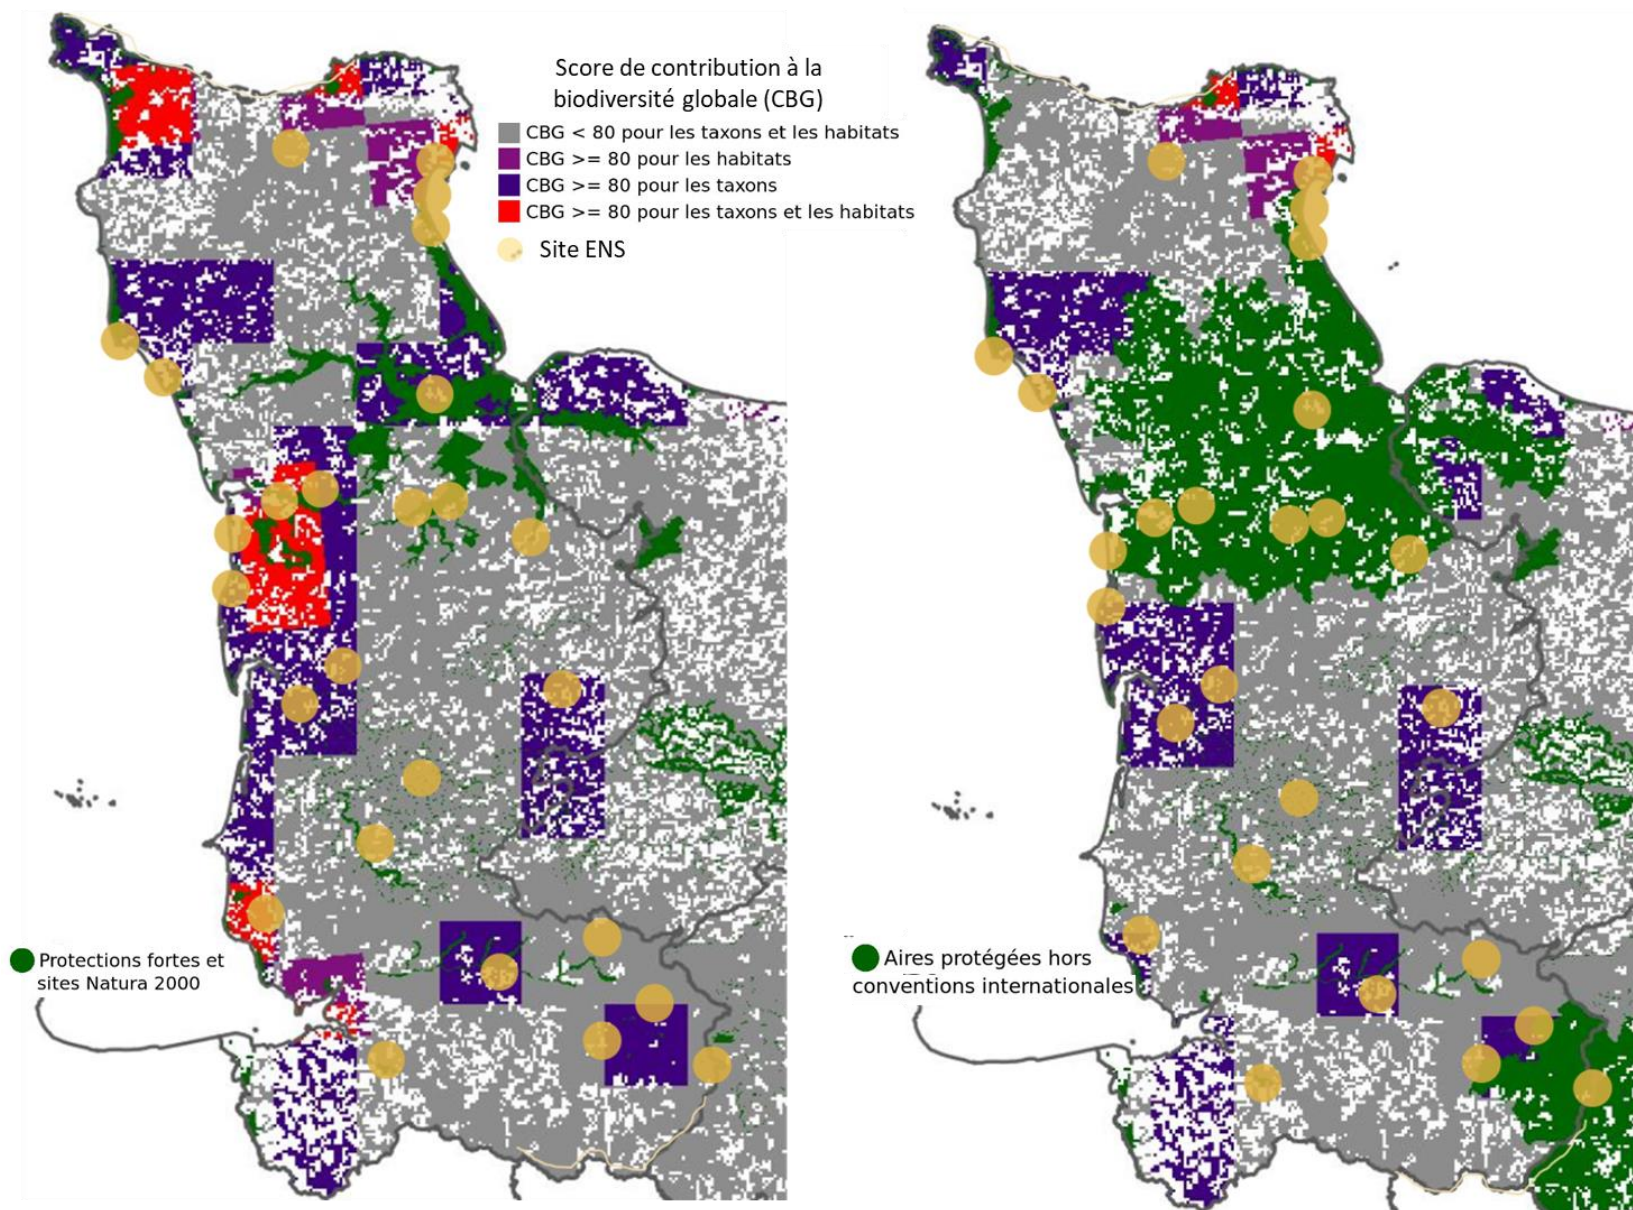 Score de contribution à la
biodiversité globale (CBG)
CBG < 80 pour les taxons et les habitats
CBG >= 80 pour les habitats
CBG >= 80 pour les taxons
CBG >= 80 pour les taxons et les habitats
Site ENS
Protections fortes et
sites Natura 2000
Aires protégées hors
conventions internationales